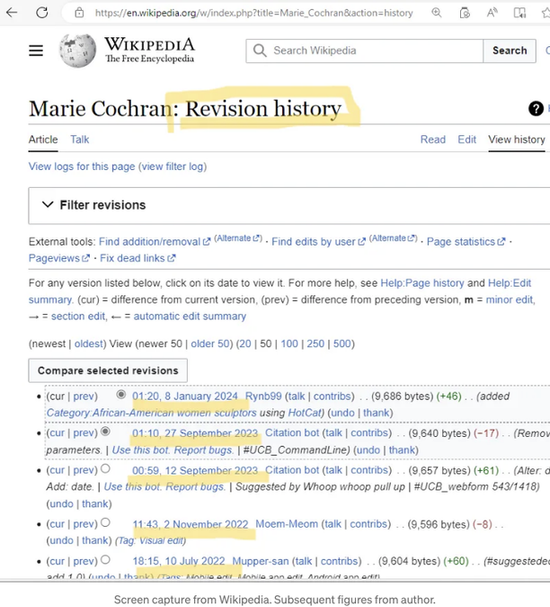 https://en.wikipedia.org/w/index.php?title=Marie_Cochran&action=history
WIKIPEDIA
The Free Encyclopedia
Search Wikipedia
Search
Marie Cochran: Revision history
Article Talk Read Edit View history
View logs for this page (view filter log)
Filter revisions
External tools: Find addition/removal (Alternate) · Find edits by user (Alternate) · Page statistics ·
Pageviews · Fix dead links
For any version listed below, click on its date to view it. For more help, see Help:Page history and Help:Edit
summary. (cur) = difference from current version, (prev) = difference from preceding version, m = minor edit,
→ = section edit, ← = automatic edit summary
(newest | oldest) View (newer 50 | older 50) (20 | 50 | 100 | 250 | 500)
Compare selected revisions
• (cur | prev) 01:20, 8 January 2024 Rynb99 (talk | contribs) . . (9,686 bytes) (+46) . . (added
Category:African-American women sculptors using HotCat) (undo | thank)
• (cur | prev) 01:10, 27 September 2023 Citation bot (talk | contribs) . . (9,640 bytes) (−17) . . (Remov
parameters. | Use this bot. Report bugs. | #UCB_CommandLine) (undo | thank)
• (cur | prev) 00:59, 12 September 2023 Citation bot (talk | contribs) . . (9,657 bytes) (+61) . . (Alter: d
Add: date. | Use this bot. Report bugs. | Suggested by Whoop whoop pull up | #UCB_webform 543/1418)
(undo | thank)
• (cur | prev) 11:43, 2 November 2022 Moem-Meom (talk | contribs) . . (9,596 bytes) (−8) . .
(undo | thank) (Tag: Visual edit)
• (cur | prev) 18:15, 10 July 2022 Mupper-san (talk | contribs) . . (9,604 bytes) (+60) . . (#suggestededit
add 1.0) (undo | thank) (Tags: Mobile edit, Mobile app edit, Android app edit)
Screen capture from Wikipedia. Subsequent figures from author.